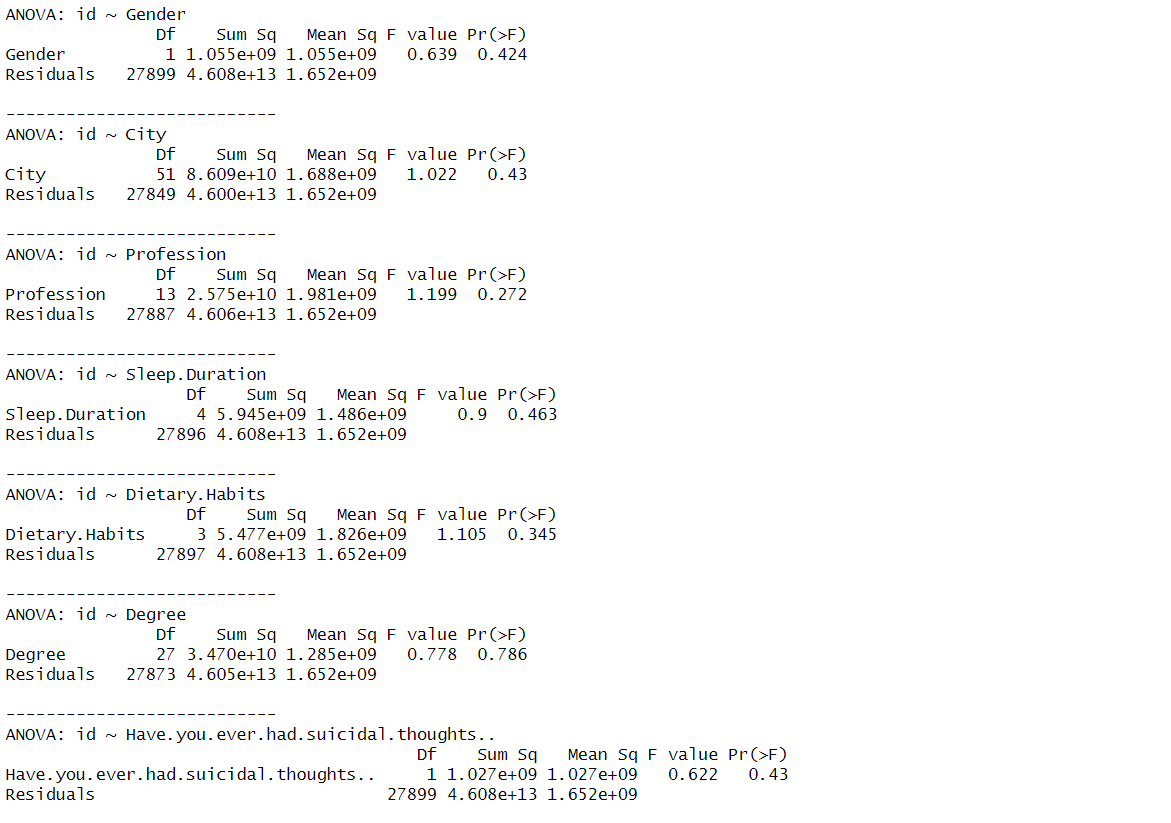 ANOVA: id ~ Gender
               Df    Sum Sq   Mean Sq F value Pr(>F)
Gender          1 1.055e+09 1.055e+09   0.639  0.424
Residuals   27899 4.608e+13 1.652e+09
---------------------------
ANOVA: id ~ City
               Df    Sum Sq   Mean Sq F value Pr(>F)
City           51 8.609e+10 1.688e+09   1.022   0.43
Residuals   27849 4.600e+13 1.652e+09
---------------------------
ANOVA: id ~ Profession
               Df    Sum Sq   Mean Sq F value Pr(>F)
Profession     13 2.575e+10 1.981e+09   1.199  0.272
Residuals   27887 4.606e+13 1.652e+09
---------------------------
ANOVA: id ~ Sleep.Duration
                  Df    Sum Sq   Mean Sq F value Pr(>F)
Sleep.Duration     4 5.945e+09 1.486e+09     0.9  0.463
Residuals      27896 4.608e+13 1.652e+09
---------------------------
ANOVA: id ~ Dietary.Habits
                  Df    Sum Sq   Mean Sq F value Pr(>F)
Dietary.Habits     3 5.477e+09 1.826e+09   1.105  0.345
Residuals      27897 4.608e+13 1.652e+09
---------------------------
ANOVA: id ~ Degree
               Df    Sum Sq   Mean Sq F value Pr(>F)
Degree         27 3.470e+10 1.285e+09   0.778  0.786
Residuals   27873 4.605e+13 1.652e+09
---------------------------
ANOVA: id ~ Have.you.ever.had.suicidal.thoughts..
                                         Df    Sum Sq   Mean Sq F value Pr(>F)
Have.you.ever.had.suicidal.thoughts..     1 1.027e+09 1.027e+09   0.622   0.43
Residuals                             27899 4.608e+13 1.652e+09